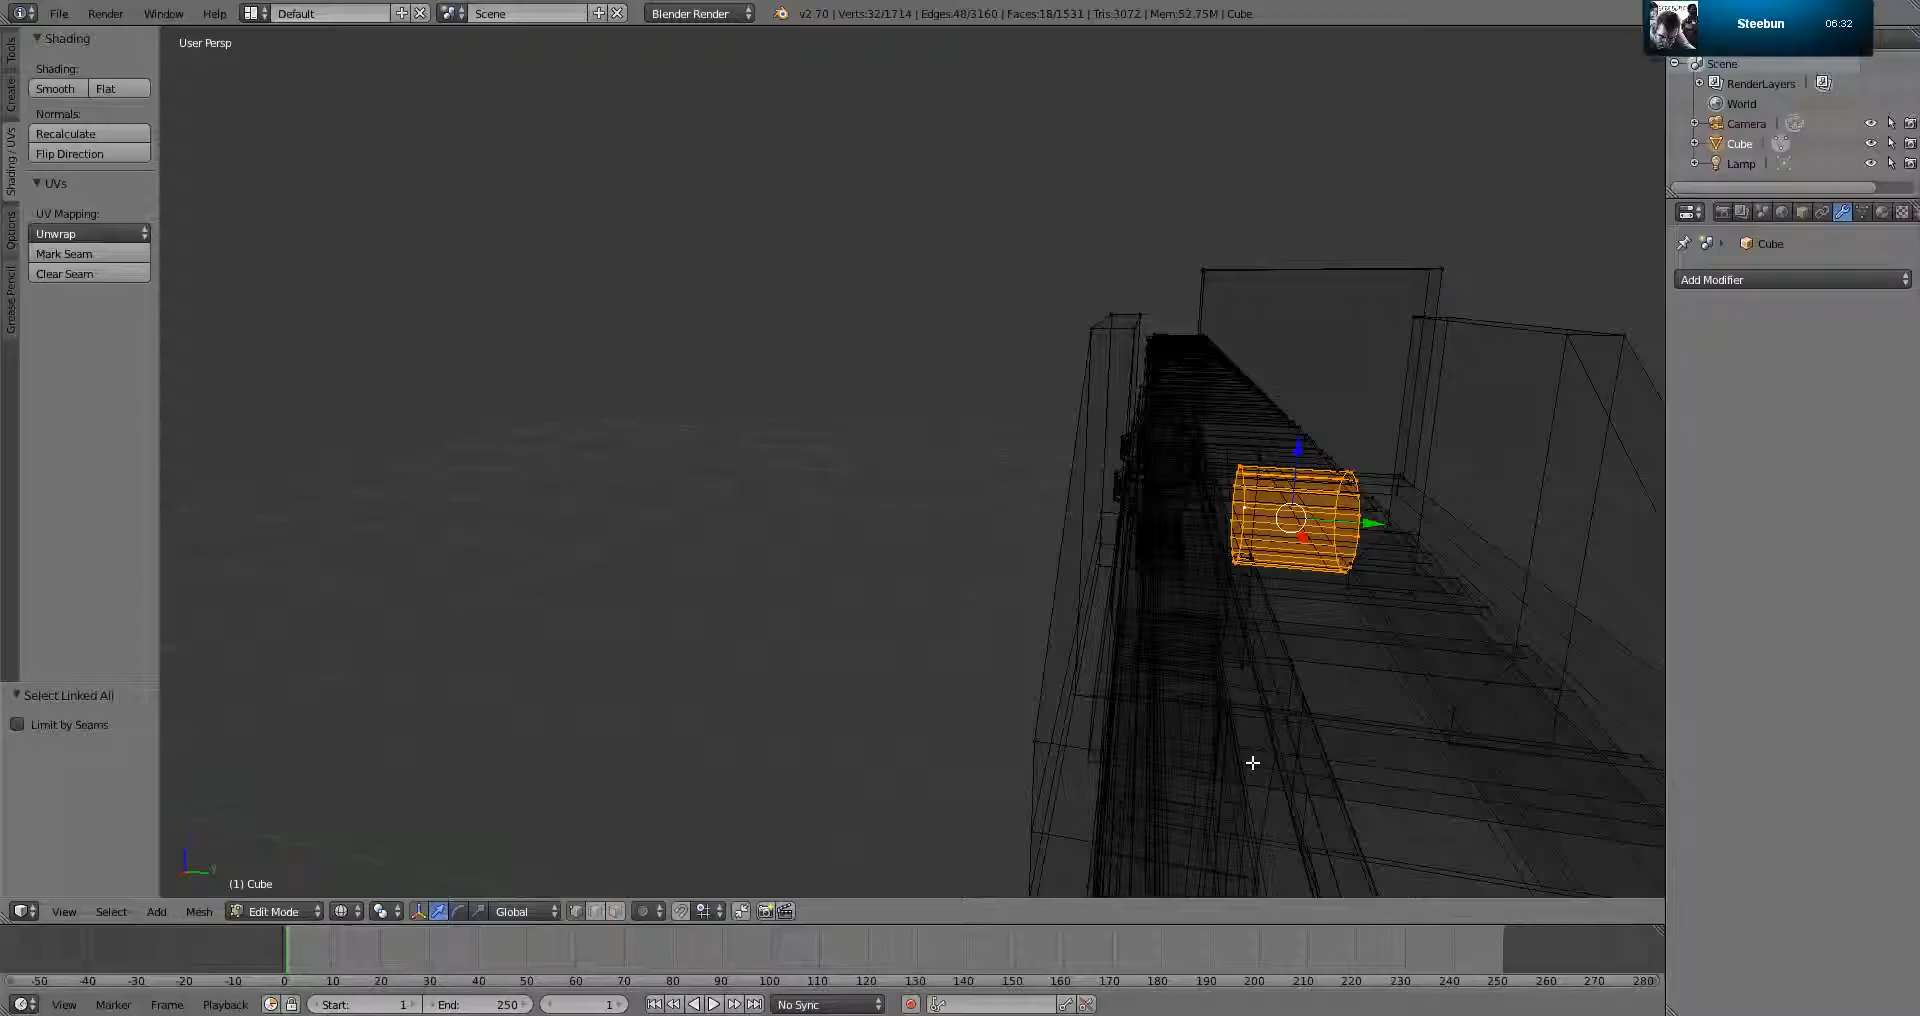 File Render Window Help Default Scene Blender Render v2.70 | Verts:32/1714 | Edges:48/3160 | Faces:18/1531 | Tris:3072 | Mem:52.75M | Cube
Steebun 06:32
Tools
Create
Shading / UVs
Options
Grease Pencil
Shading
Shading:
Smooth Flat
Normals:
Recalculate
Flip Direction
UVs
UV Mapping:
Unwrap
Mark Seam
Clear Seam
Select Linked All
Limit by Seams
User Persp
(1) Cube
Scene
RenderLayers
World
Camera
Cube
Lamp
Cube
Add Modifier
View Select Add Mesh Edit Mode Global
-50 -40 -30 -20 -10 0 10 20 30 40 50 60 70 80 90 100 110 120 130 140 150 160 170 180 190 200 210 220 230 240 250 260 270 280
View Marker Frame Playback Start: 1 End: 250 1 No Sync